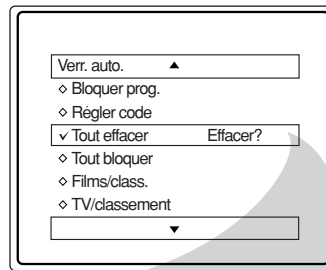 Verr. auto. ▲
◇ Bloquer prog.
◇ Régler code
✓ Tout effacer Effacer?
◇ Tout bloquer
◇ Films/class.
◇ TV/classement
▼